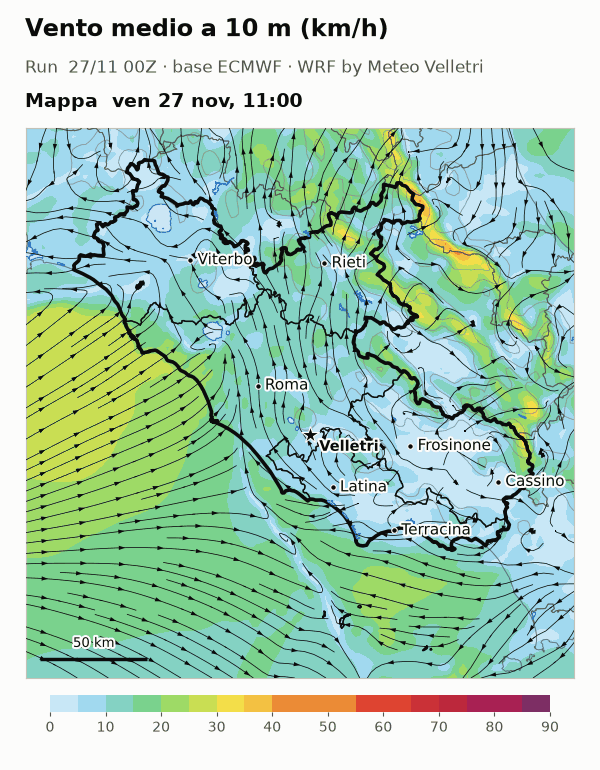 Vento medio a 10 m (km/h)
Run 27/11 00Z · base ECMWF · WRF by Meteo Velletri
Mappa ven 27 nov, 11:00
Viterbo
Rieti
Roma
Velletri
Frosinone
Cassino
Latina
Terracina
50 km
0 10 20 30 40 50 60 70 80 90